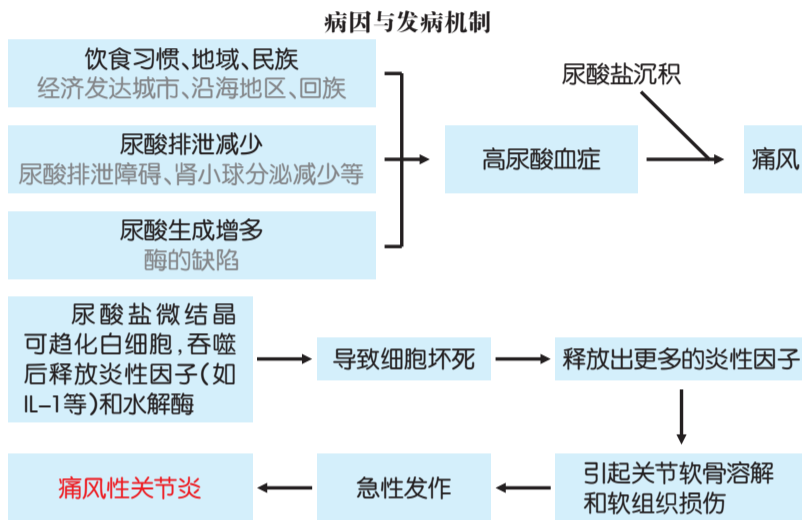 病因与发病机制
饮食习惯、地域、民族
经济发达城市、沿海地区、回族
尿酸排泄减少
尿酸排泄障碍、肾小球分泌减少等
尿酸生成增多
酶的缺陷
高尿酸血症
尿酸盐沉积
痛风
尿酸盐微结晶
可趋化白细胞,吞噬
后释放炎性因子(如
IL-1等)和水解酶
导致细胞坏死
释放出更多的炎性因子
引起关节软骨溶解
和软组织损伤
急性发作
痛风性关节炎